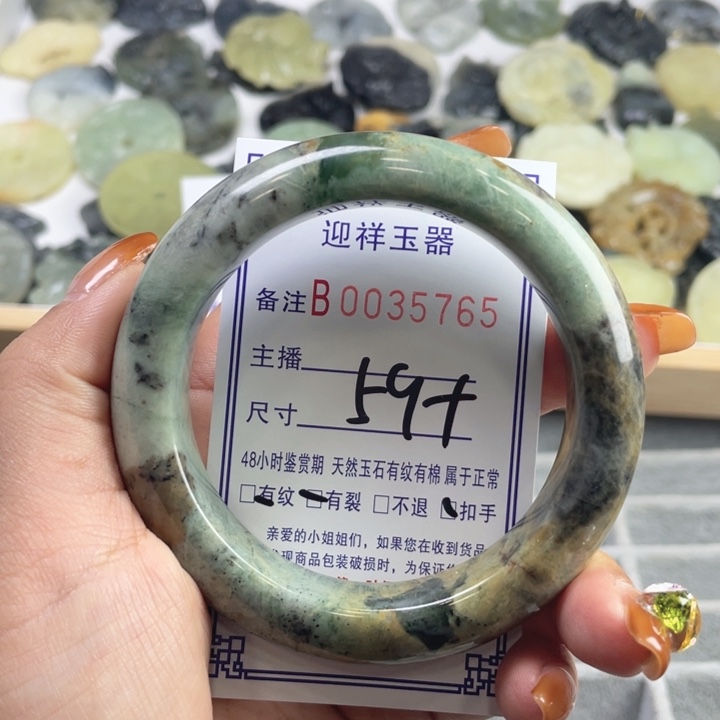 迎祥玉器
备注B0035765
主播
尺寸 59+
48小时鉴赏期 天然玉石有纹有棉 属于正常
□有纹 □有裂 □不退 □扣手
亲爱的小姐姐们，如果您在收到货品
发现商品包装破损时，为保证